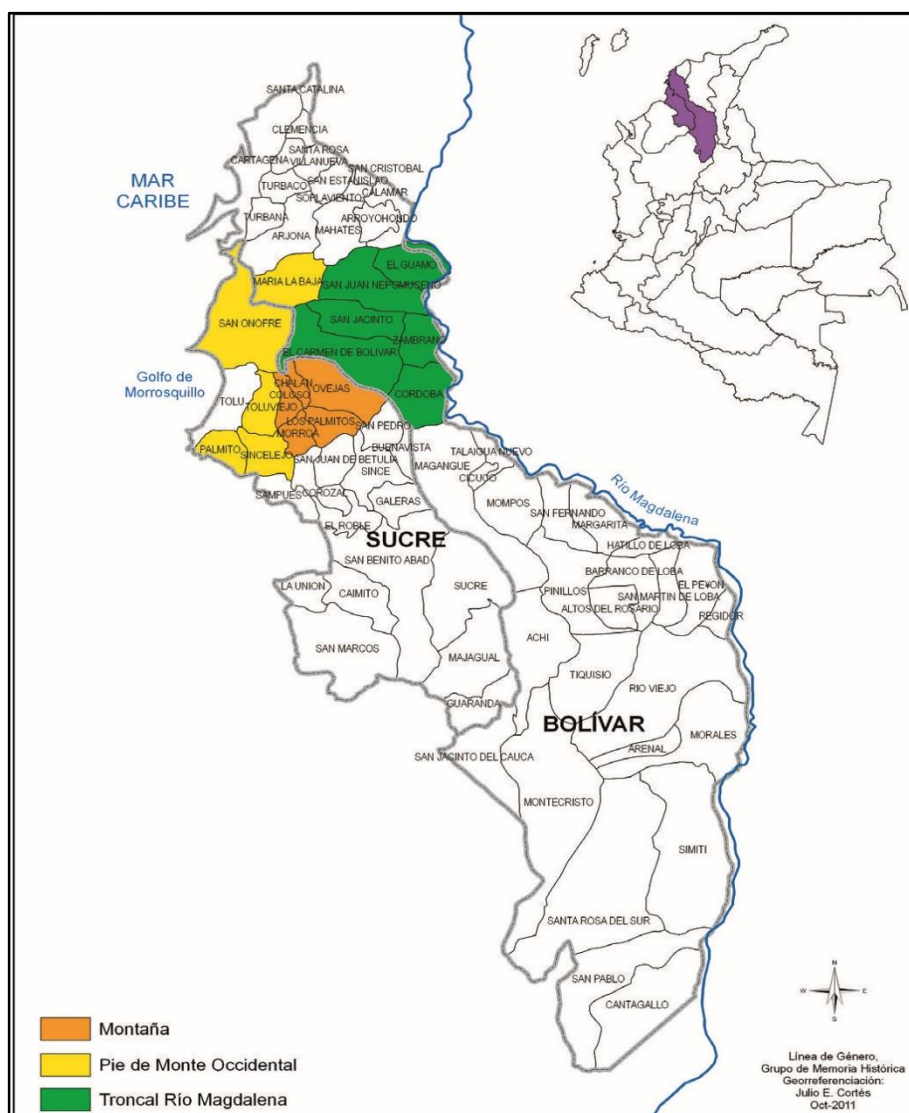 SANTA CATALINA
CLEMENCIA
SANTA ROSA
CARTAGENA
VILLANUEVA
SAN CRISTOBAL
SAN ESTANISLAO
TURBACO
CALAMAR
SOPLAVIENTO
MAR
CARIBE
TURBANA
ARROYOHONDO
MAHATES
ARJONA
EL GUAMO
MARIA LA BAJA
SAN JUAN NEPOMUCENO
SAN ONOFRE
SAN JACINTO
ZAMBRANO
EL CARMEN DE BOLIVAR
Golfo de
Morrosquillo
CHALAN
OVEJAS
CORDOBA
COLOSO
TOLU
TOLUVIEJO
LOS PALMITOS
SAN PEDRO
MORROA
PALMITO
SINCELEJO
BUENAVISTA
TALAIGUA NUEVO
SAN JUAN DE BETULIA
SINCE
MAGANGUE
CICUCO
Río Magdalena
SAMPUES
COROZAL
GALERAS
MOMPOS
SAN FERNANDO
MARGARITA
EL ROBLE
SUCRE
HATILLO DE LOBA
SAN BENITO ABAD
BARRANCO DE LOBA
LA UNION
CAIMITO
SUCRE
PINILLOS
EL PE¥ON
SAN MARTIN DE LOBA
ALTOS DEL ROSARIO
REGIDOR
SAN MARCOS
MAJAGUAL
ACHI
TIQUISIO
RIO VIEJO
GUARANDA
BOLÍVAR
MORALES
ARENAL
SAN JACINTO DEL CAUCA
MONTECRISTO
SIMITI
SANTA ROSA DEL SUR
SAN PABLO
CANTAGALLO
N
W E
S
Montaña
Pie de Monte Occidental
Troncal Río Magdalena
Línea de Género,
Grupo de Memoria Histórica
Georreferenciación:
Julio E. Cortés
Oct-2011